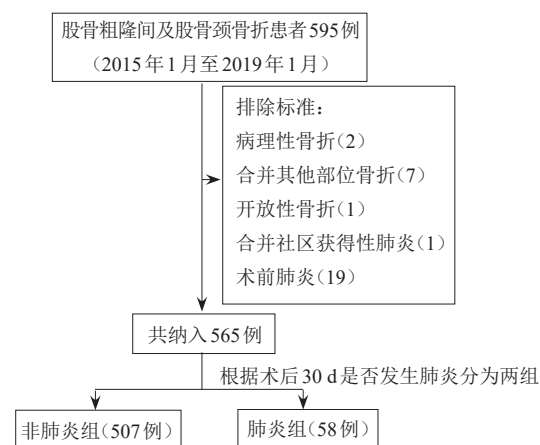 股骨粗隆间及股骨颈骨折患者595例
（2015年1月至2019年1月）
排除标准：
病理性骨折（2）
合并其他部位骨折（7）
开放性骨折（1）
合并社区获得性肺炎（1）
术前肺炎（19）
共纳入565例
根据术后30 d是否发生肺炎分为两组
非肺炎组（507例）
肺炎组（58例）